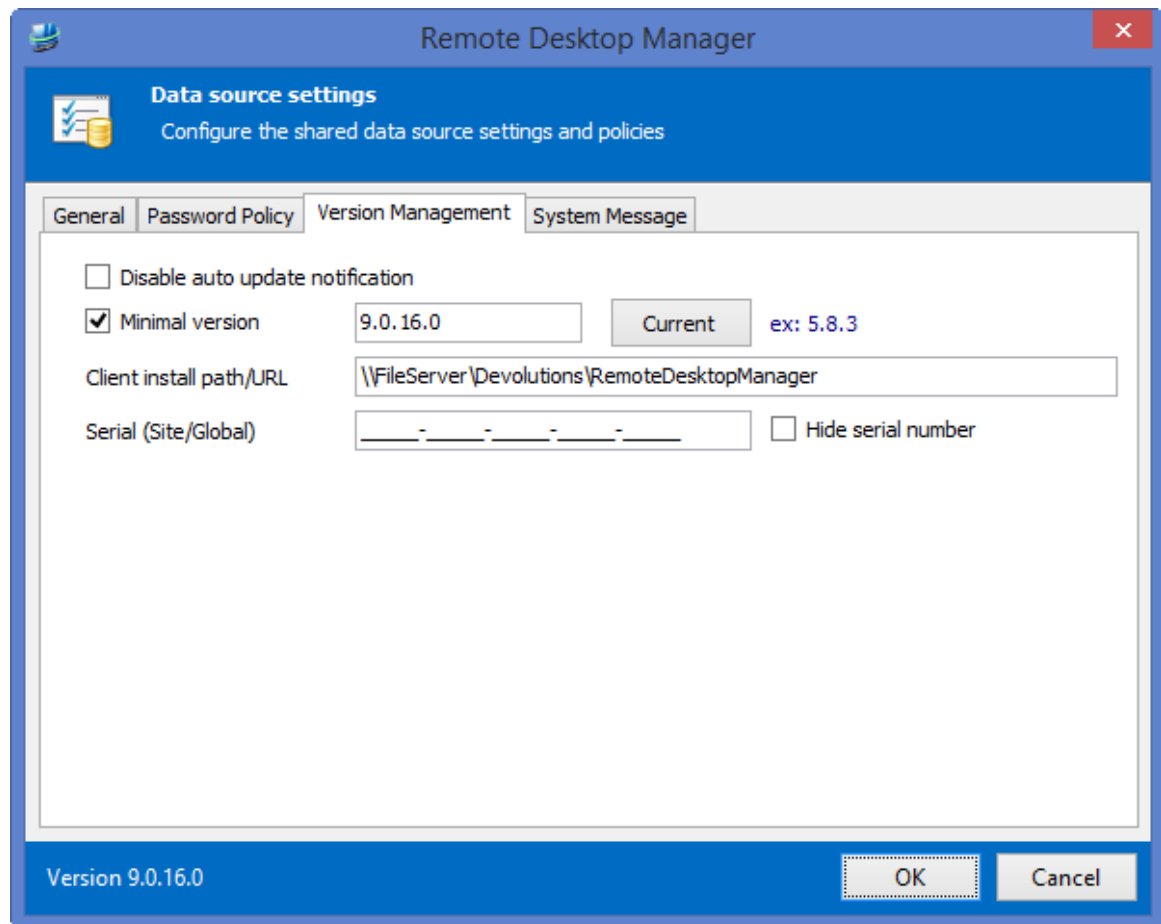 Remote Desktop Manager
Data source settings
Configure the shared data source settings and policies
General Password Policy Version Management System Message
Disable auto update notification
Minimal version 9.0.16.0 Current ex: 5.8.3
Client install path/URL \\FileServer\Devolutions\RemoteDesktopManager
Serial (Site/Global) _____-_____-_____-_____-_____ Hide serial number
Version 9.0.16.0 OK Cancel